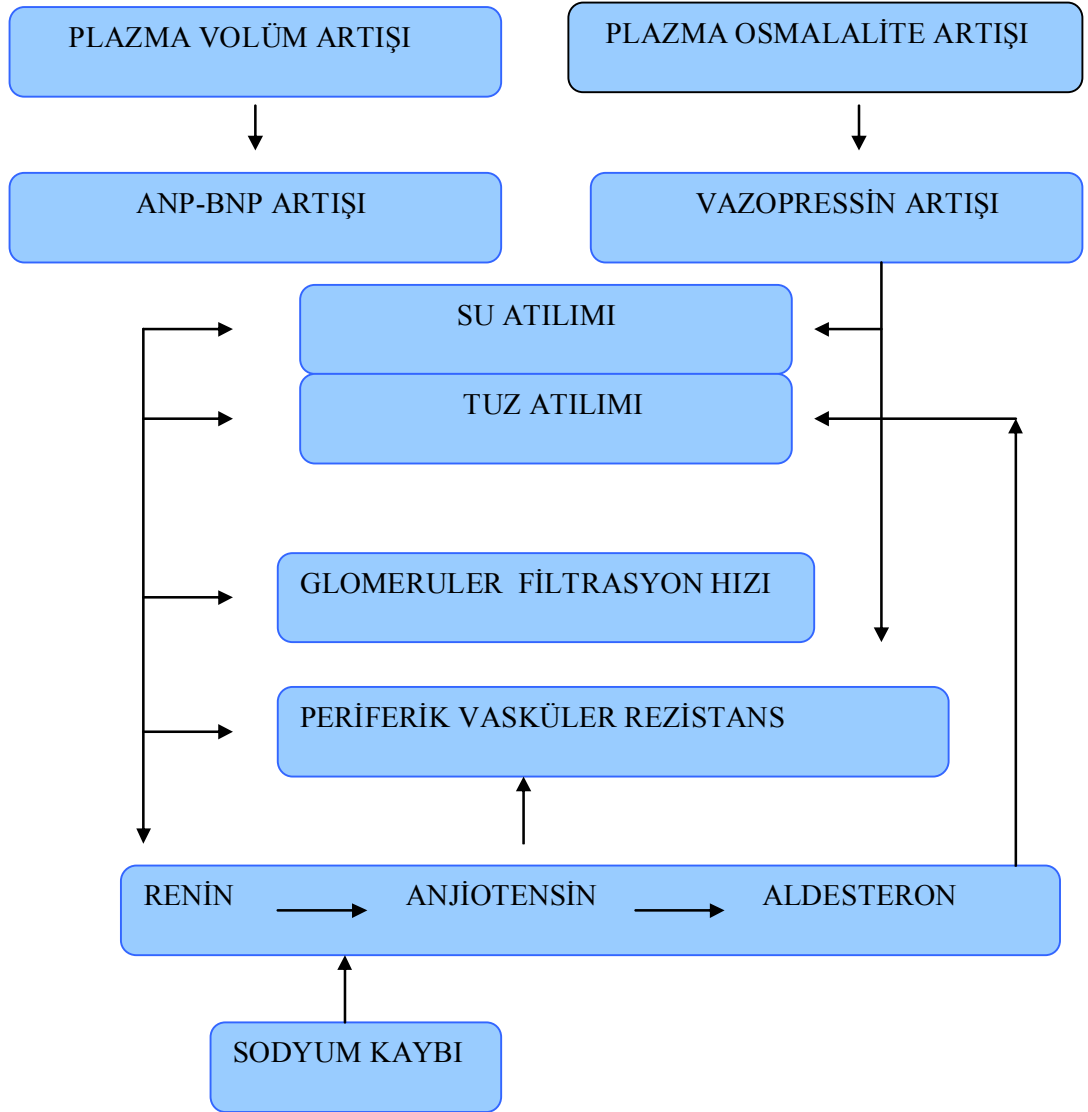 PLAZMA VOLÜM ARTIŞI
PLAZMA OSMALALİTE ARTIŞI
ANP-BNP ARTIŞI
VAZOPRESSİN ARTIŞI
SU ATILIMI
TUZ ATILIMI
GLOMERULER FİLTRASYON HIZI
PERİFERİK VASKÜLER REZİSTANS
RENİN
ANJİOTENSİN
ALDESTERON
SODYUM KAYBI